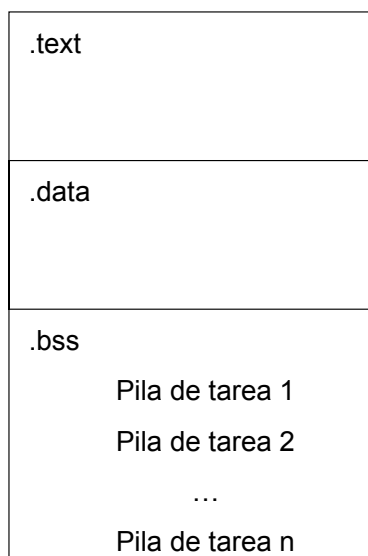 .text
.data
.bss
Pila de tarea 1
Pila de tarea 2
…
Pila de tarea n